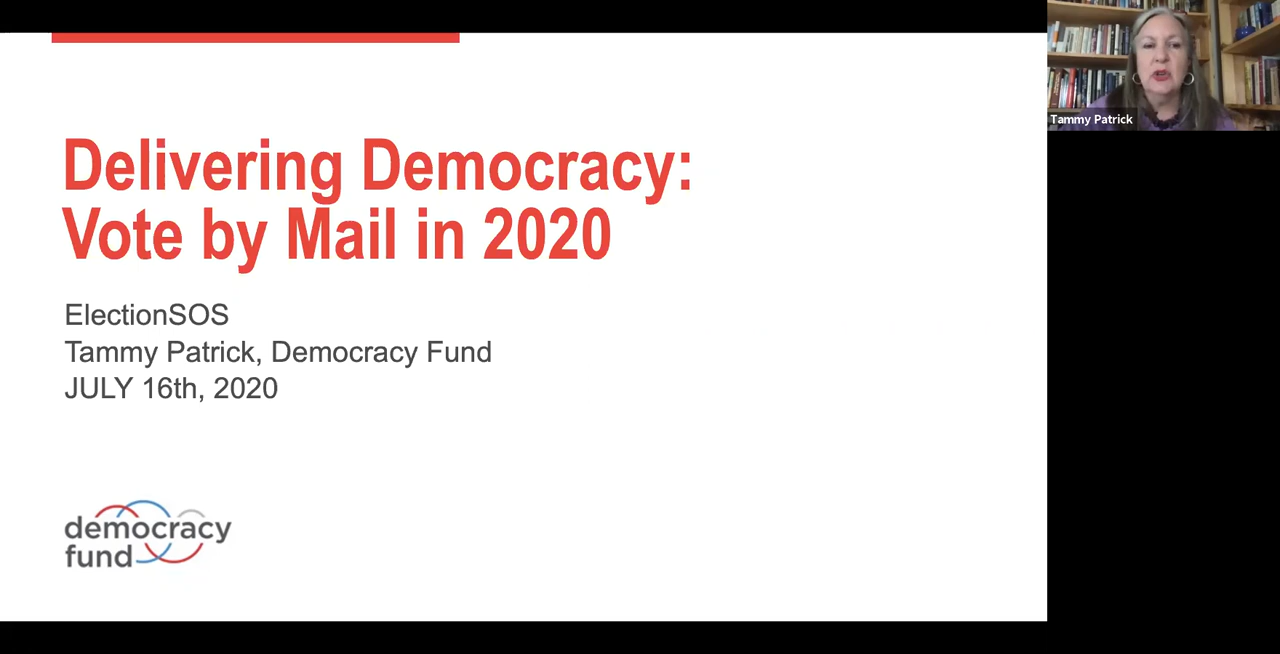 Delivering Democracy:
Vote by Mail in 2020
ElectionSOS
Tammy Patrick, Democracy Fund
JULY 16th, 2020
democracy
fund
Tammy Patrick